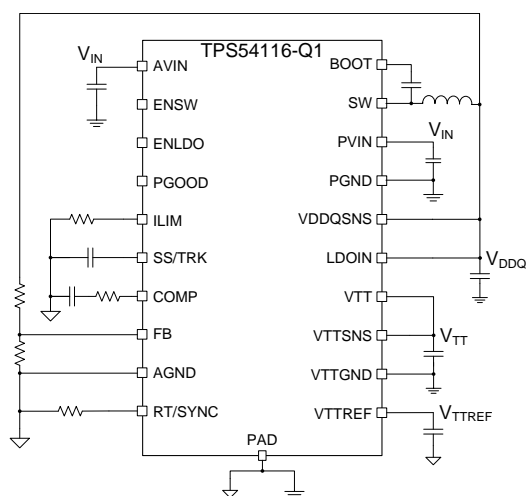 TPS54116-Q1
V_IN
AVIN
ENSW
ENLDO
PGOOD
ILIM
SS/TRK
COMP
FB
AGND
RT/SYNC
PAD
BOOT
SW
PVIN
V_IN
PGND
VDDQSNS
LDOIN
V_DDQ
VTT
VTTSNS
V_TT
VTTGND
VTTREF
V_TTREF